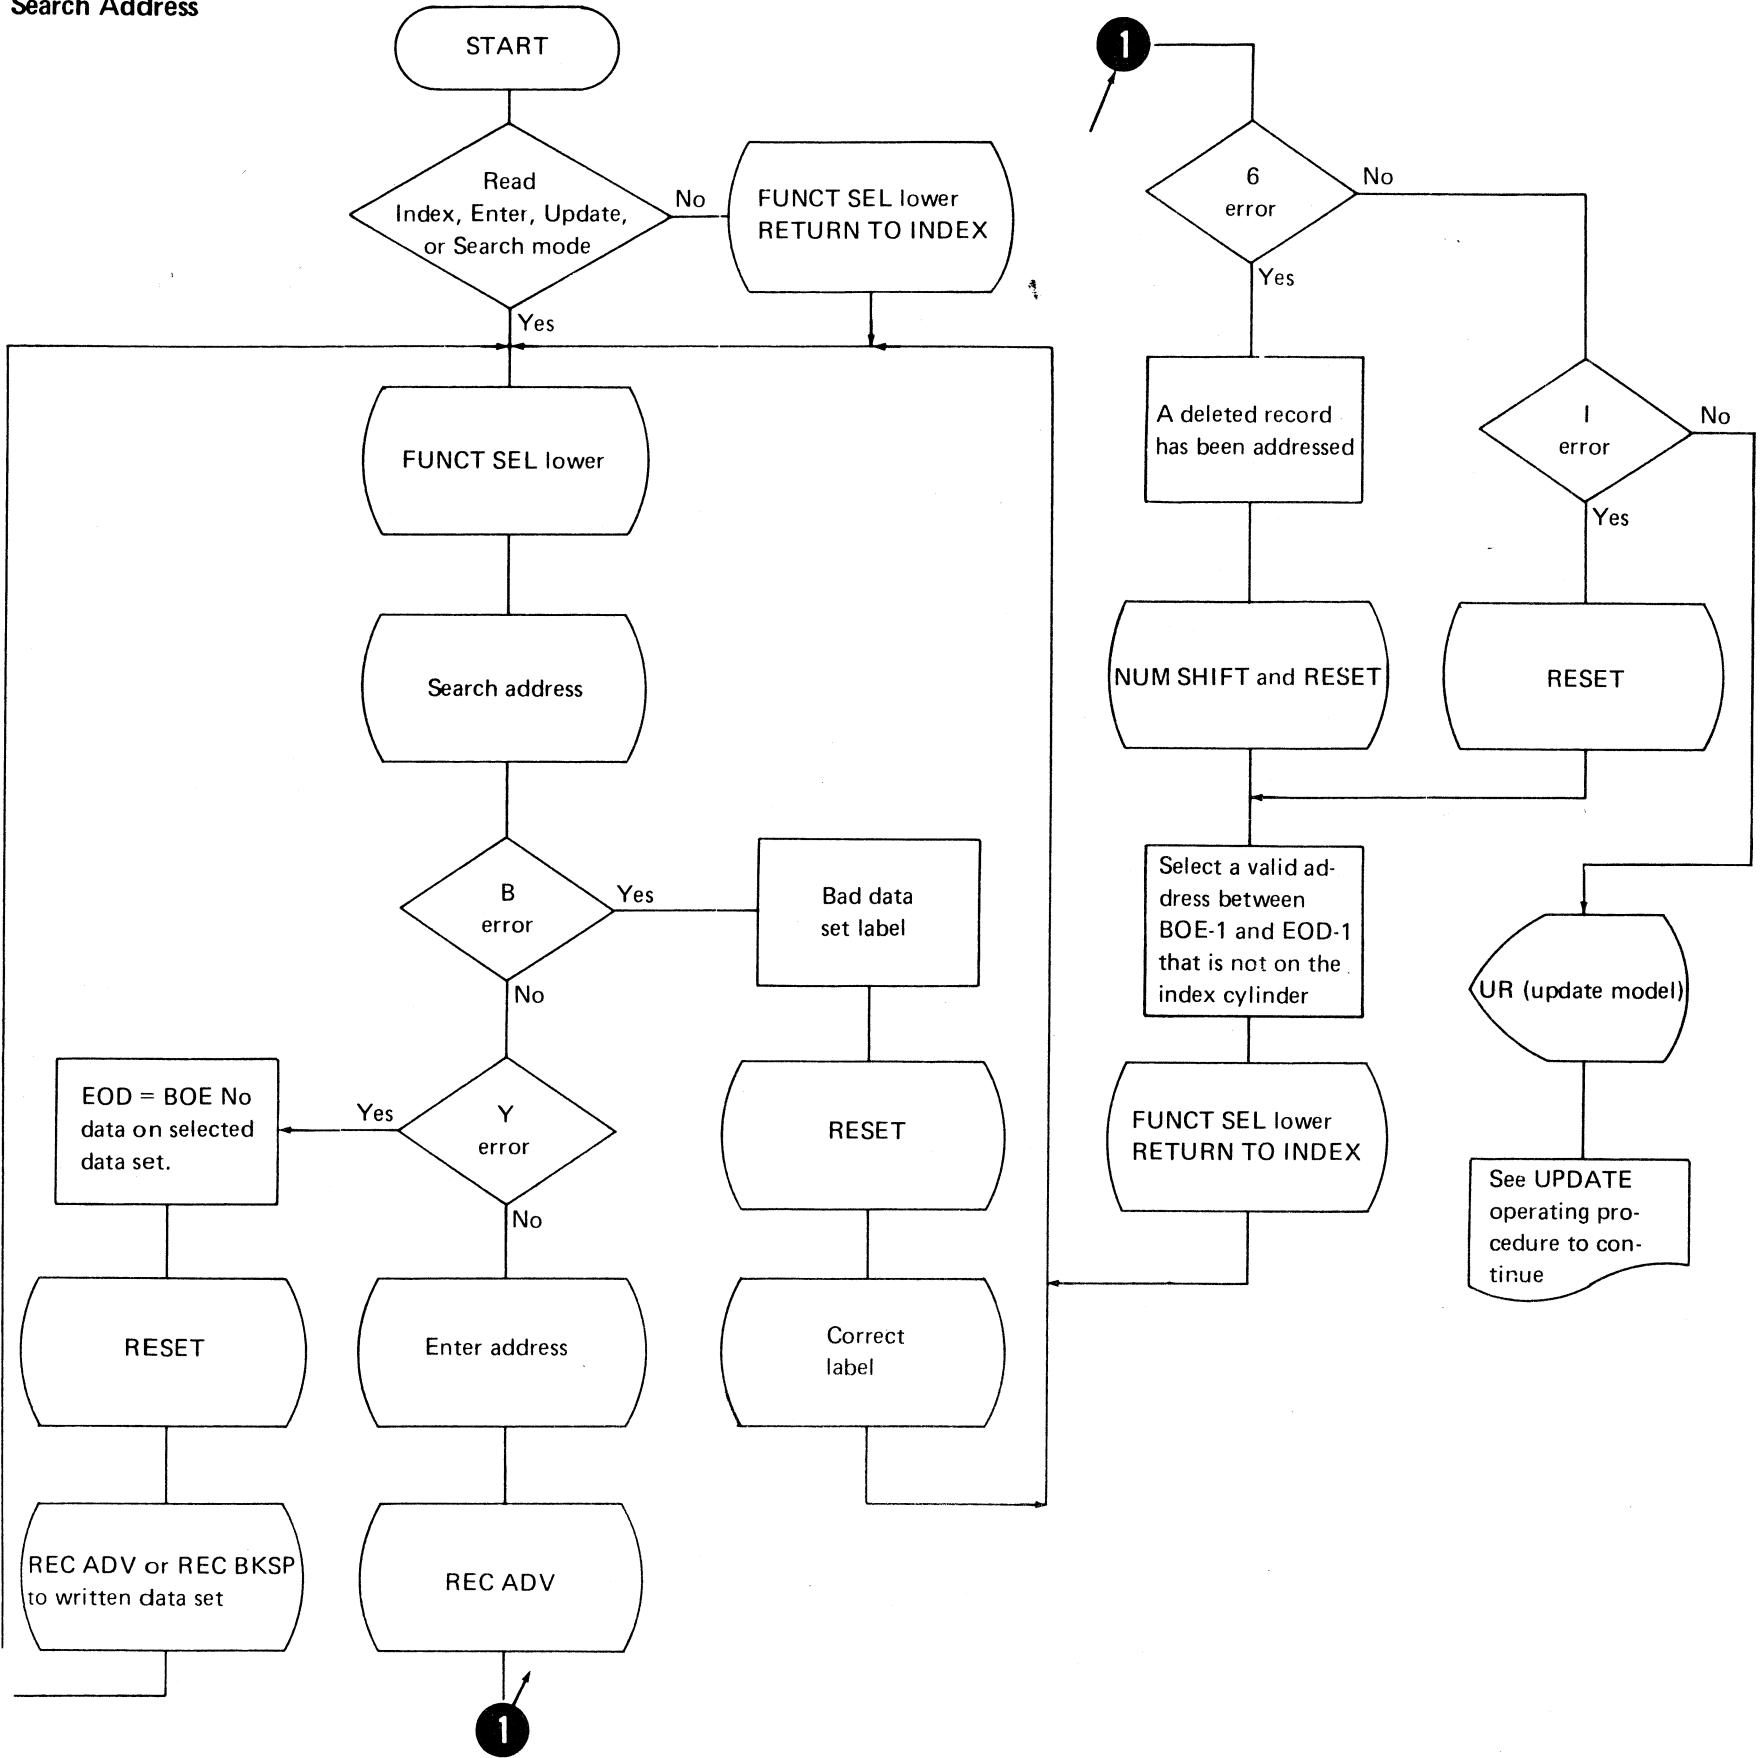 Search Address
START
Read
Index, Enter, Update,
or Search mode
No
FUNCT SEL lower
RETURN TO INDEX
Yes
FUNCT SEL lower
Search address
B
error
Yes
Bad data
set label
No
EOD = BOE No
data on selected
data set.
Yes
Y
error
RESET
No
RESET
Enter address
Correct
label
REC ADV or REC BKSP
to written data set
REC ADV
1
1
6
error
No
Yes
A deleted record
has been addressed
I
error
No
Yes
NUM SHIFT and RESET
RESET
Select a valid ad-
dress between
BOE-1 and EOD-1
that is not on the
index cylinder
UR (update model)
FUNCT SEL lower
RETURN TO INDEX
See UPDATE
operating pro-
cedure to con-
tinue